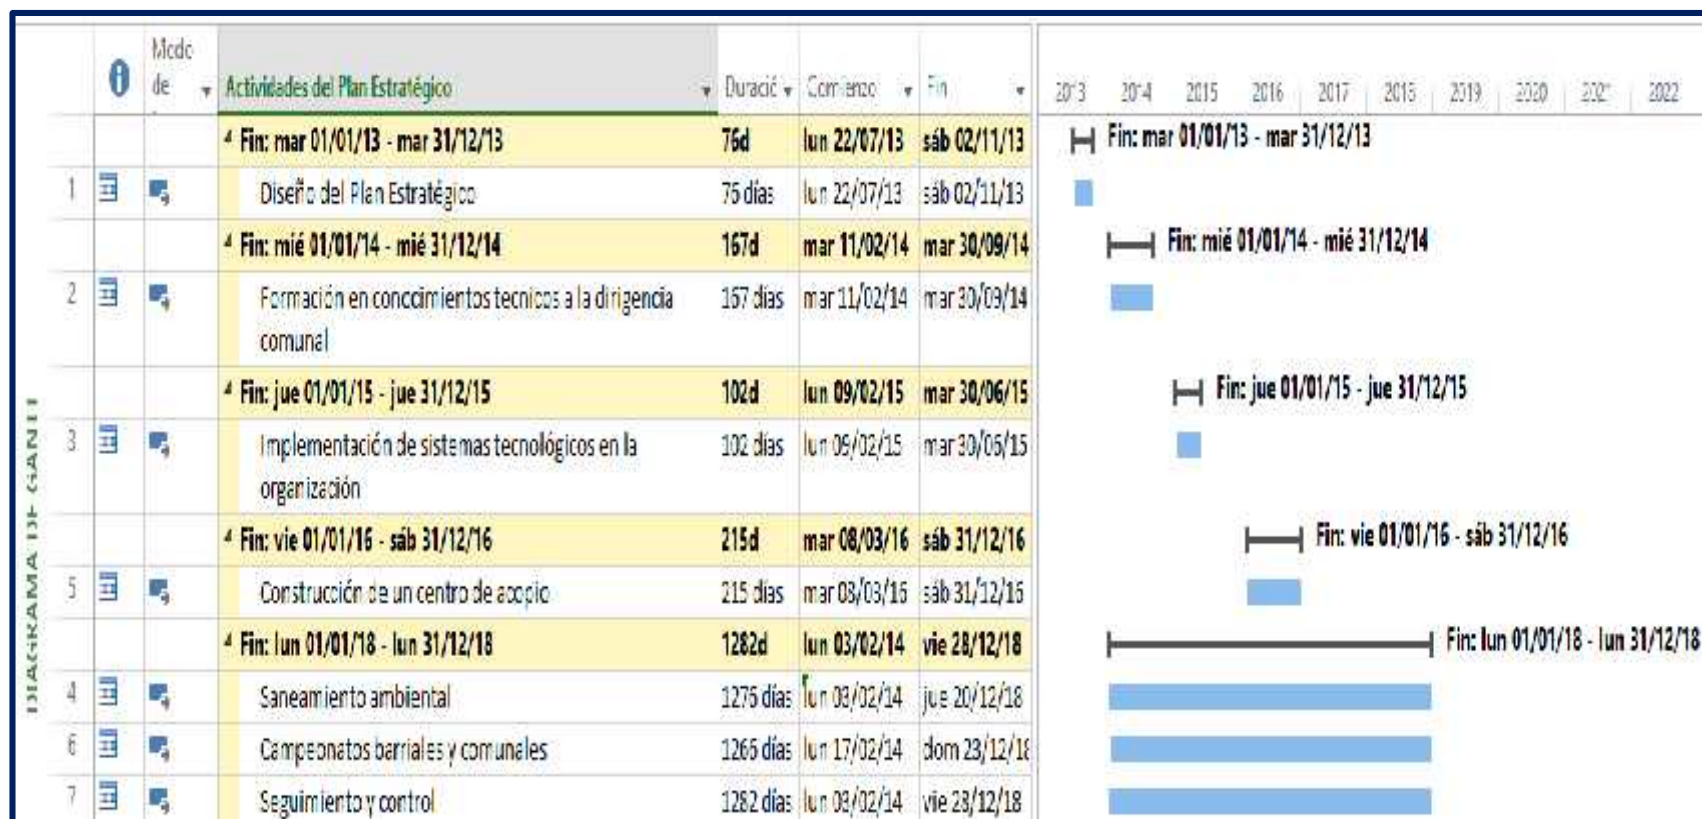 Modo
de
Actividades del Plan Estratégico Duració Comienzo Fin 2013 2014 2015 2016 2017 2018 2019 2020 2021 2022
Fin: mar 01/01/13 - mar 31/12/13 76d lun 22/07/13 sáb 02/11/13 Fin: mar 01/01/13 - mar 31/12/13
1 Diseño del Plan Estratégico 76 días lun 22/07/13 sáb 02/11/13
Fin: mié 01/01/14 - mié 31/12/14 167d mar 11/02/14 mar 30/09/14 Fin: mié 01/01/14 - mié 31/12/14
2 Formación en conocimientos tecnicos a la dirigencia 167 días mar 11/02/14 mar 30/09/14
comunal
Fin: jue 01/01/15 - jue 31/12/15 102d lun 09/02/15 mar 30/06/15 Fin: jue 01/01/15 - jue 31/12/15
3 Implementación de sistemas tecnológicos en la 102 días lun 09/02/15 mar 30/06/15
organización
Fin: vie 01/01/16 - sáb 31/12/16 215d mar 08/03/16 sáb 31/12/16 Fin: vie 01/01/16 - sáb 31/12/16
5 Construcción de un centro de acopio 215 días mar 08/03/16 sáb 31/12/16
Fin: lun 01/01/18 - lun 31/12/18 1282d lun 03/02/14 vie 28/12/18 Fin: lun 01/01/18 - lun 31/12/18
4 Saneamiento ambiental 1276 días lun 03/02/14 jue 20/12/18
6 Campeonatos barriales y comunales 1266 días lun 17/02/14 dom 23/12/18
7 Seguimiento y control 1282 días lun 03/02/14 vie 28/12/18
DIAGRAMA DE GANTT